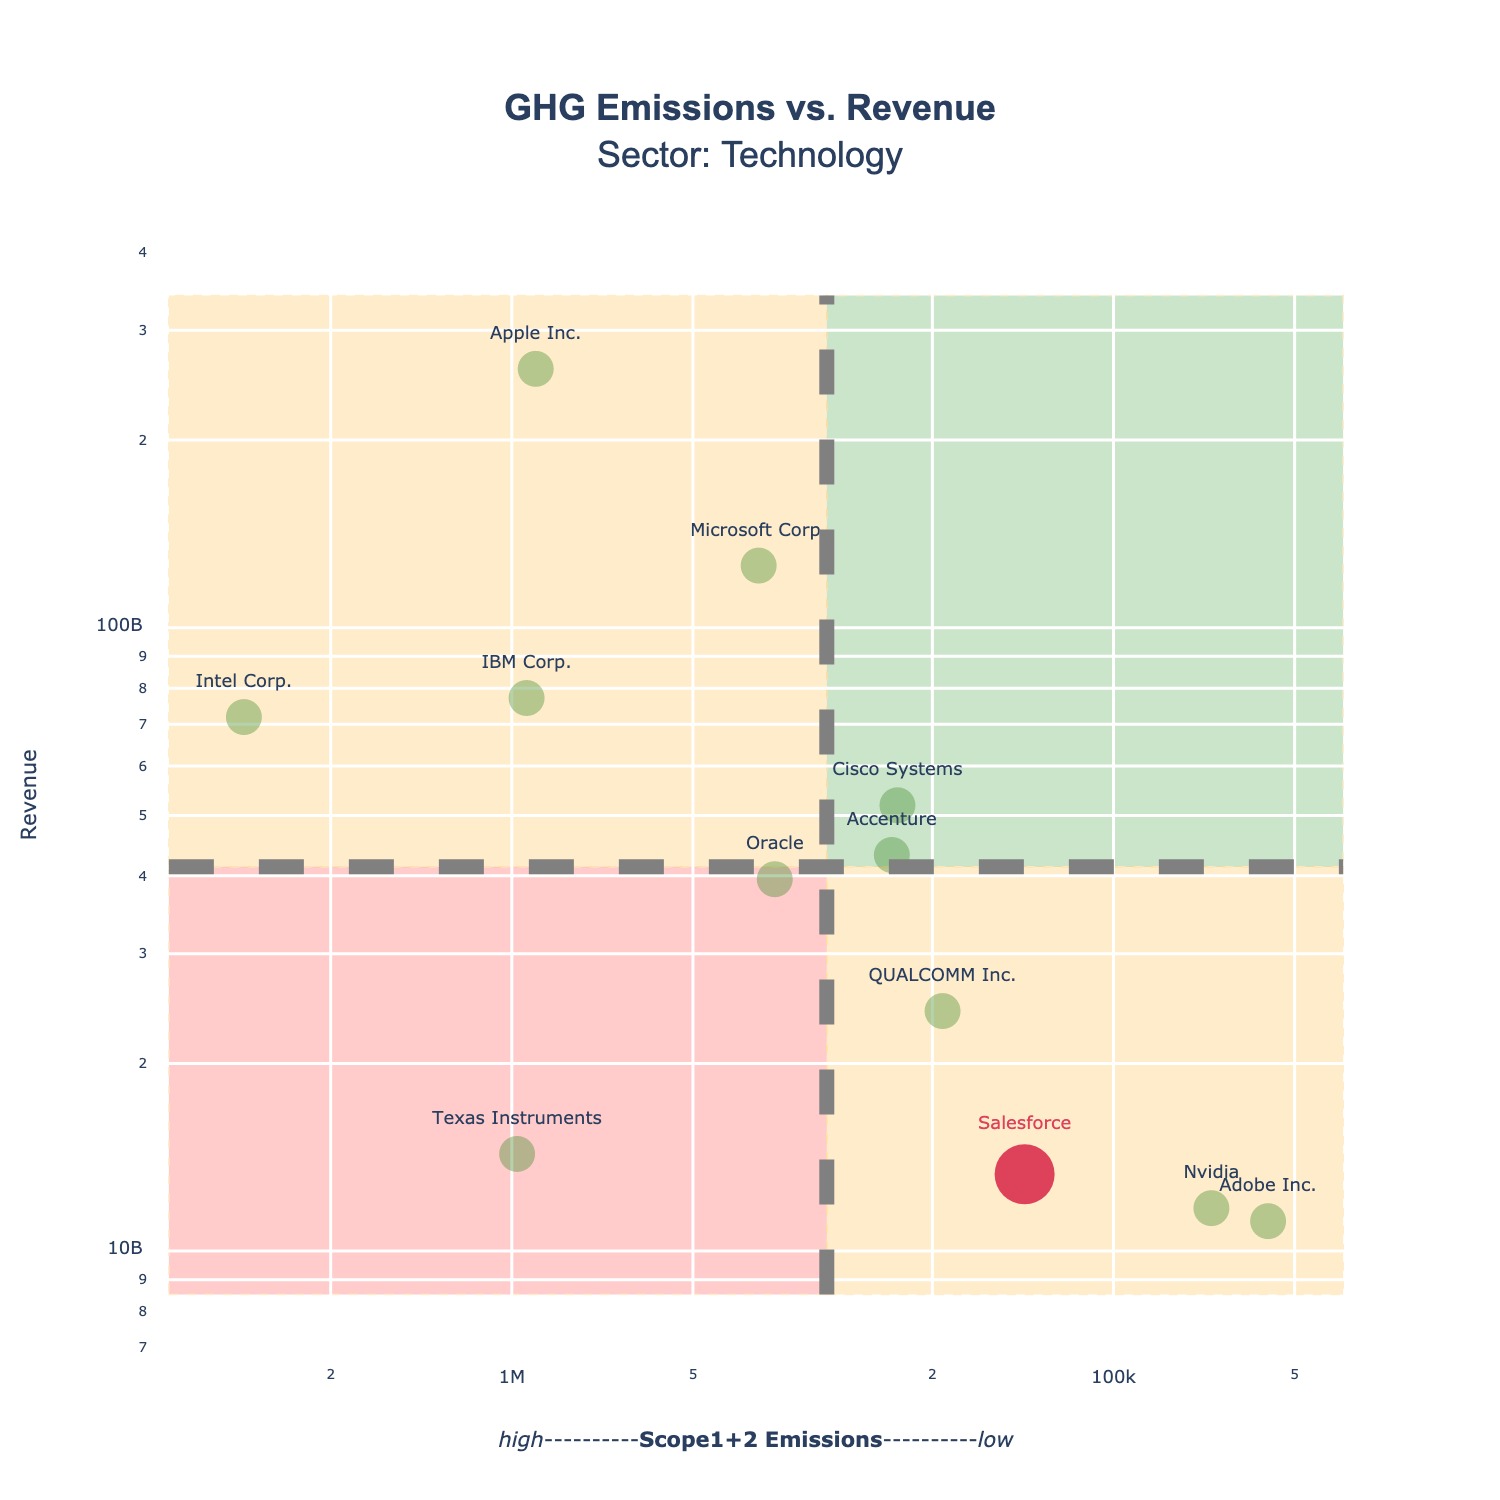 GHG Emissions vs. Revenue
Sector: Technology
4
3
Apple Inc.
2
Microsoft Corp
100B
9
IBM Corp.
Intel Corp.
8
7
Cisco Systems
6
Accenture
5
Oracle
4
3
QUALCOMM Inc.
2
Texas Instruments
Salesforce
Nvidia
Adobe Inc.
10B
9
8
7
Revenue
2
1M
5
2
100k
5
high----------Scope1+2 Emissions----------low